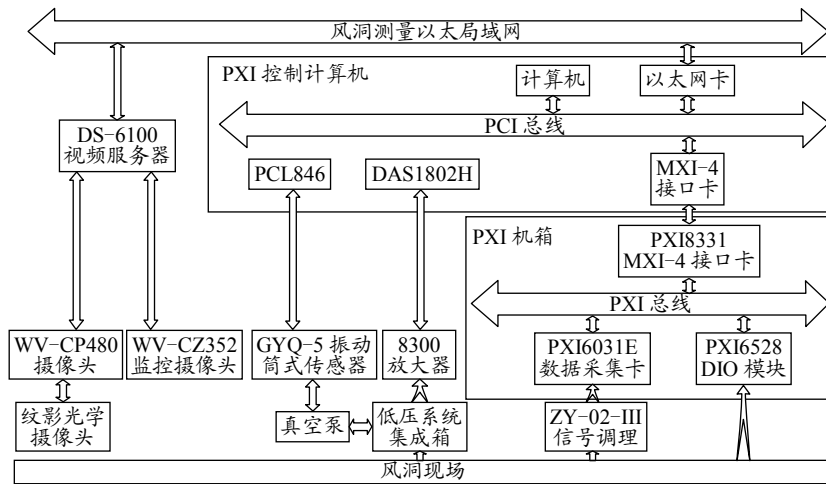 风洞测量以太局域网
PXI 控制计算机
计算机
以太网卡
PCI 总线
DS-6100
视频服务器
PCL846
DAS1802H
MXI-4
接口卡
PXI 机箱
PXI8331
MXI-4 接口卡
PXI 总线
WV-CP480
摄像头
WV-CZ352
监控摄像头
GYQ-5 振动
筒式传感器
8300
放大器
PXI6031E
数据采集卡
PXI6528
DIO 模块
纹影光学
摄像头
真空泵
低压系统
集成箱
ZY-02-III
信号调理
风洞现场